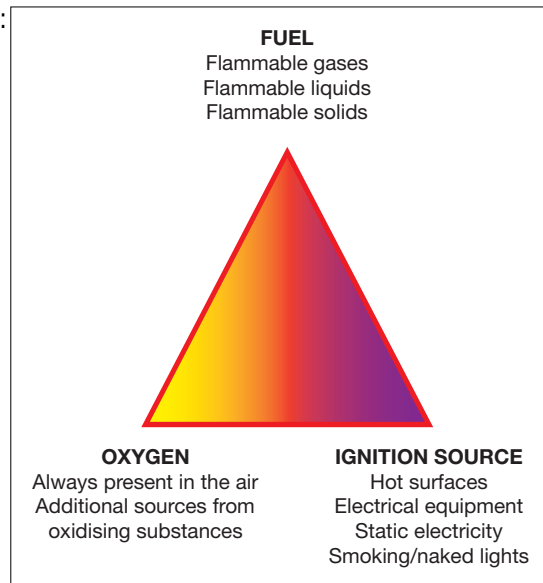 :
FUEL
Flammable gases
Flammable liquids
Flammable solids
OXYGEN
Always present in the air
Additional sources from
oxidising substances
IGNITION SOURCE
Hot surfaces
Electrical equipment
Static electricity
Smoking/naked lights